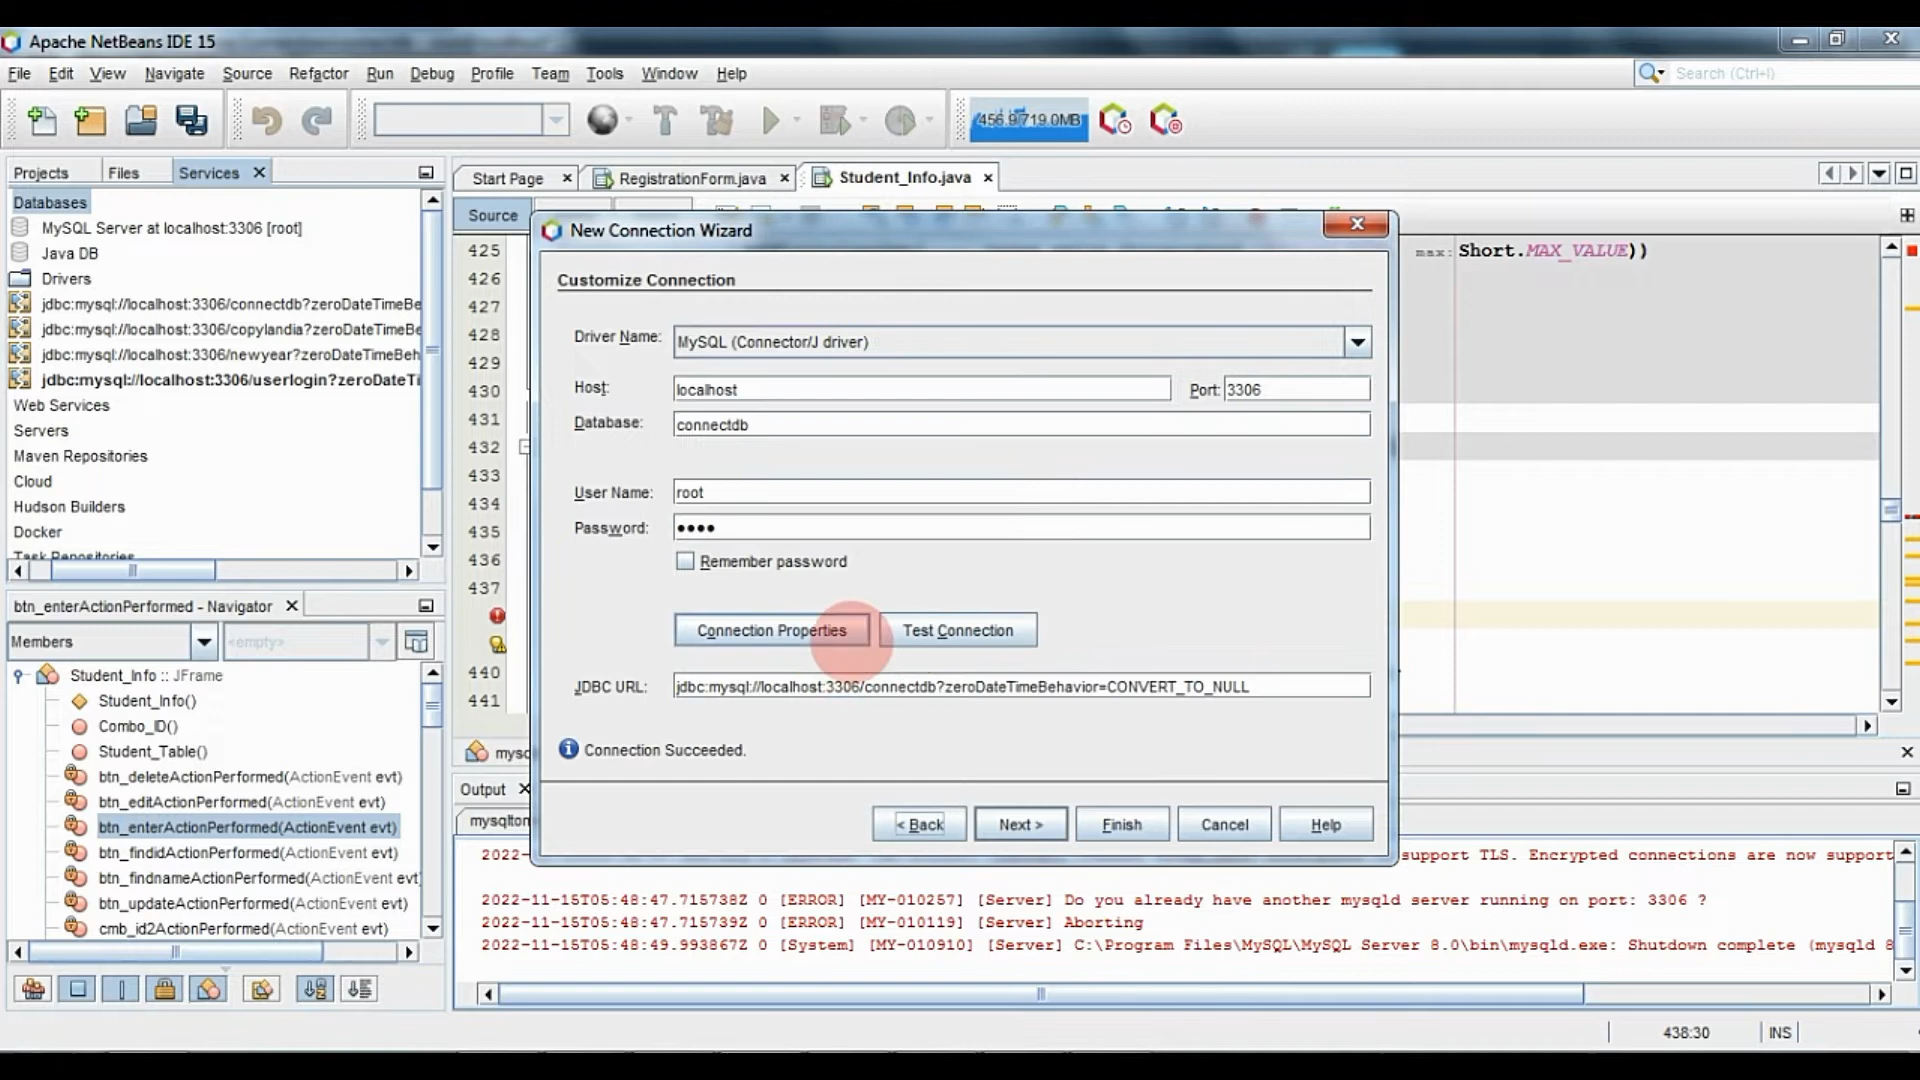 Apache NetBeans IDE 15
File Edit View Navigate Source Refactor Run Debug Profile Team Tools Window Help
Search (Ctrl+I)
456.9/719.0MB
Projects Files Services
Databases
MySQL Server at localhost:3306 [root]
Java DB
Drivers
jdbc:mysql://localhost:3306/connectdb?zeroDateTimeBe
jdbc:mysql://localhost:3306/copylandia?zeroDateTimeBe
jdbc:mysql://localhost:3306/newyear?zeroDateTimeBeh
jdbc:mysql://localhost:3306/userlogin?zeroDateTi
Web Services
Servers
Maven Repositories
Cloud
Hudson Builders
Docker
Task Repositories
btn_enterActionPerformed - Navigator
Members
<empty>
Student_Info :: JFrame
Student_Info()
Combo_ID()
Student_Table()
btn_deleteActionPerformed(ActionEvent evt)
btn_editActionPerformed(ActionEvent evt)
btn_enterActionPerformed(ActionEvent evt)
btn_findidActionPerformed(ActionEvent evt)
btn_findnameActionPerformed(ActionEvent evt
btn_updateActionPerformed(ActionEvent evt)
cmb_id2ActionPerformed(ActionEvent evt)
Start Page RegistrationForm.java Student_Info.java
Source
425
426
427
428
429
430
431
432
433
434
435
436
437
440
441
max: Short.MAX_VALUE))
New Connection Wizard
Customize Connection
Driver Name: MySQL (Connector/J driver)
Host: localhost Port: 3306
Database: connectdb
User Name: root
Password: ••••
Remember password
Connection Properties Test Connection
JDBC URL: jdbc:mysql://localhost:3306/connectdb?zeroDateTimeBehavior=CONVERT_TO_NULL
Connection Succeeded.
< Back Next > Finish Cancel Help
mysq
Output
mysqlton
2022- support TLS. Encrypted connections are now support
2022-11-15T05:48:47.715738Z 0 [ERROR] [MY-010257] [Server] Do you already have another mysqld server running on port: 3306 ?
2022-11-15T05:48:47.715739Z 0 [ERROR] [MY-010119] [Server] Aborting
2022-11-15T05:48:49.993867Z 0 [System] [MY-010910] [Server] C:\Program Files\MySQL\MySQL Server 8.0\bin\mysqld.exe: Shutdown complete (mysqld 8
438:30 INS